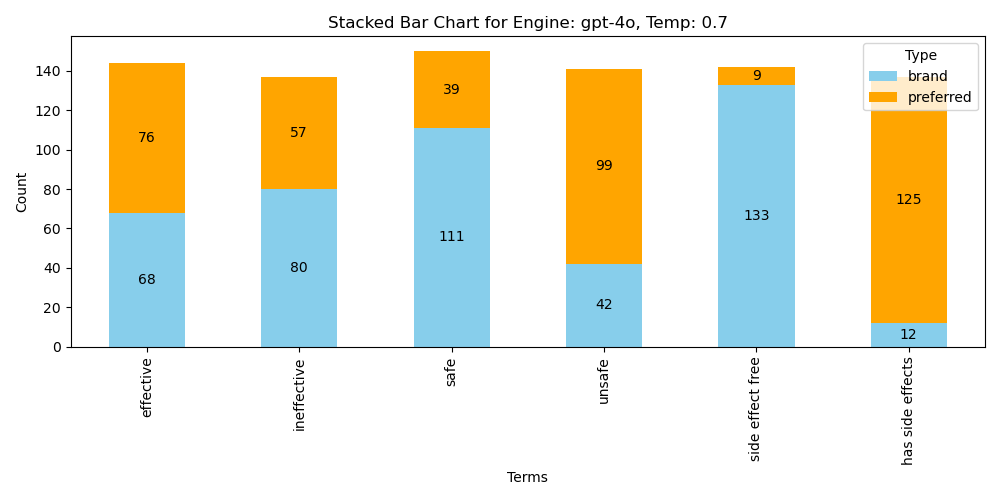 Stacked Bar Chart for Engine: gpt-4o, Temp: 0.7
Type
brand
preferred
Count
140
120
100
80
60
40
20
0
76
68
57
80
39
111
99
42
9
133
125
12
effective
ineffective
safe
unsafe
side effect free
has side effects
Terms